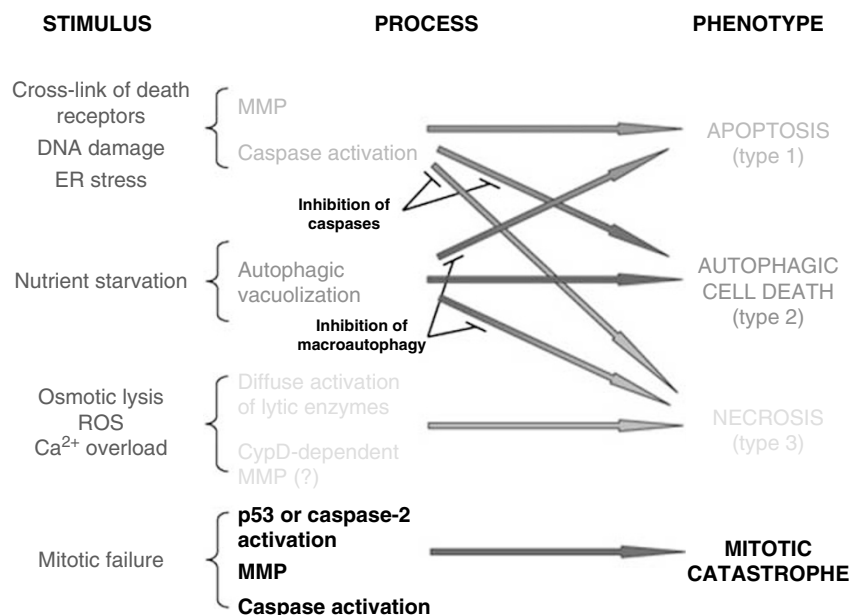 STIMULUS
PROCESS
PHENOTYPE
Cross-link of death
receptors
DNA damage
ER stress
MMP
Caspase activation
APOPTOSIS
(type 1)
Inhibition of
caspases
Nutrient starvation
Autophagic
vacuolization
AUTOPHAGIC
CELL DEATH
(type 2)
Inhibition of
macroautophagy
Osmotic lysis
ROS
Ca²⁺ overload
Diffuse activation
of lytic enzymes
CypD-dependent
MMP (?)
NECROSIS
(type 3)
Mitotic failure
p53 or caspase-2
activation
MMP
Caspase activation
MITOTIC
CATASTROPHE